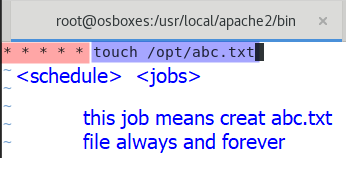 root@osboxes:/usr/local/apache2/bin
* * * * * touch /opt/abc.txt
~ <schedule> <jobs>
~
~ this job means creat abc.txt
~ file always and forever